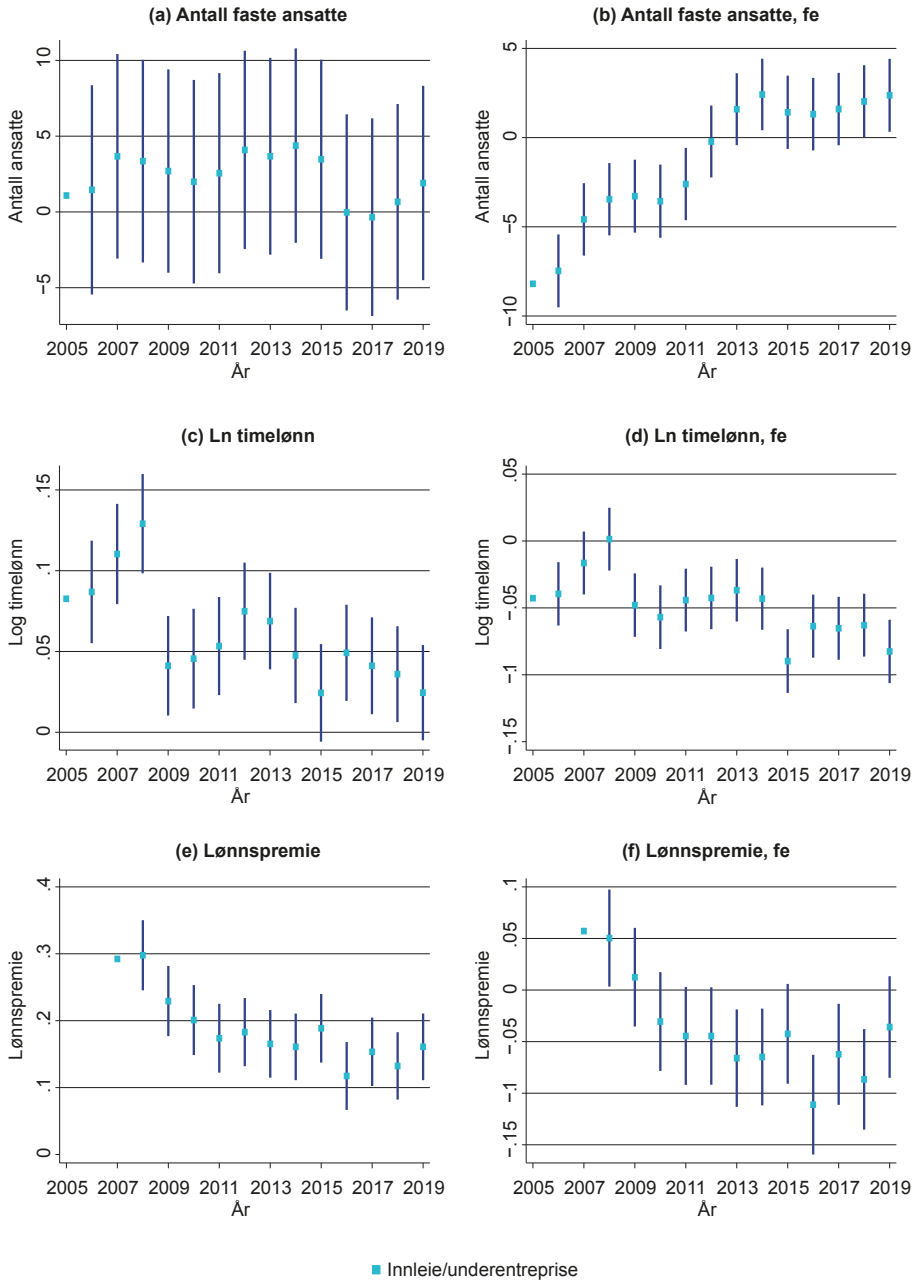 (a) Antall faste ansatte
10
5
0
−5
Antall ansatte
2005 2007 2009 2011 2013 2015 2017 2019
År
(b) Antall faste ansatte, fe
5
0
−5
−10
Antall ansatte
2005 2007 2009 2011 2013 2015 2017 2019
År
(c) Ln timelønn
.15
.1
.05
0
Log timelønn
2005 2007 2009 2011 2013 2015 2017 2019
År
(d) Ln timelønn, fe
.05
0
−.05
−.1
−.15
Log timelønn
2005 2007 2009 2011 2013 2015 2017 2019
År
(e) Lønnspremie
.4
.3
.2
.1
0
Lønnspremie
2005 2007 2009 2011 2013 2015 2017 2019
År
(f) Lønnspremie, fe
.1
.05
0
−.05
−.1
−.15
Lønnspremie
2005 2007 2009 2011 2013 2015 2017 2019
År
Innleie/underentreprise